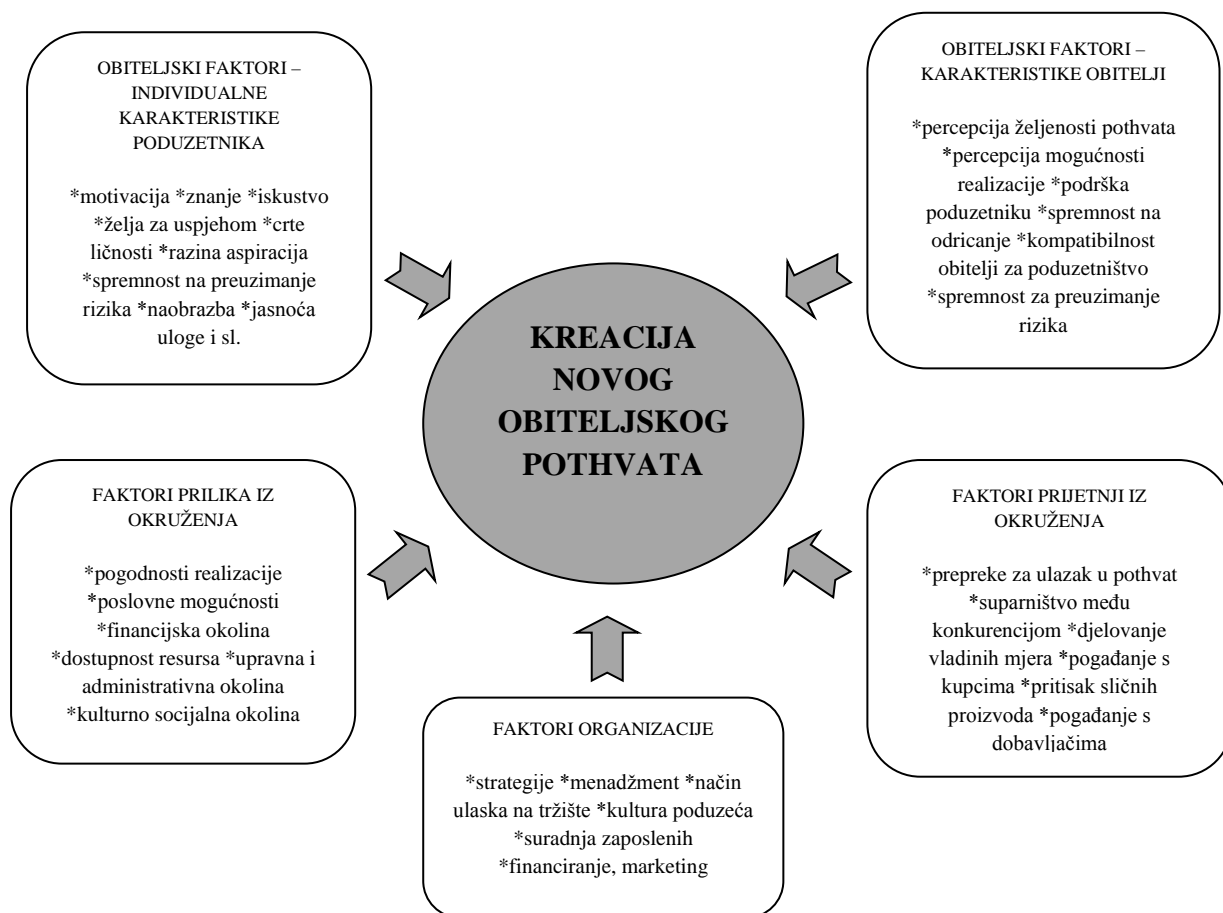 OBITELJSKI FAKTORI –
INDIVIDUALNE
KARAKTERISTIKE
PODUZETNIKA
*motivacija *znanje *iskustvo
*želja za uspjehom *crte
ličnosti *razina aspiracija
*spremnost na preuzimanje
rizika *naobrazba *jasnoća
uloge i sl.
OBITELJSKI FAKTORI –
KARAKTERISTIKE OBITELJI
*percepcija željenosti pothvata
*percepcija mogućnosti
realizacije *podrška
poduzetniku *spremnost na
odricanje *kompatibilnost
obitelji za poduzetništvo
*spremnost za preuzimanje
rizika
KREACIJA
NOVOG
OBITELJSKOG
POTHVATA
FAKTORI PRILIKA IZ
OKRUŽENJA
*pogodnosti realizacije
*poslovne mogućnosti
*financijska okolina
*dostupnost resursa *upravna i
administrativna okolina
*kulturno socijalna okolina
FAKTORI PRIJETNJI IZ
OKRUŽENJA
*prepreke za ulazak u pothvat
*suparništvo među
konkurencijom *djelovanje
vladinih mjera *pogađanje s
kupcima *pritisak sličnih
proizvoda *pogađanje s
dobavljačima
FAKTORI ORGANIZACIJE
*strategije *menadžment *način
ulaska na tržište *kultura poduzeća
*suradnja zaposlenih
*financiranje, marketing